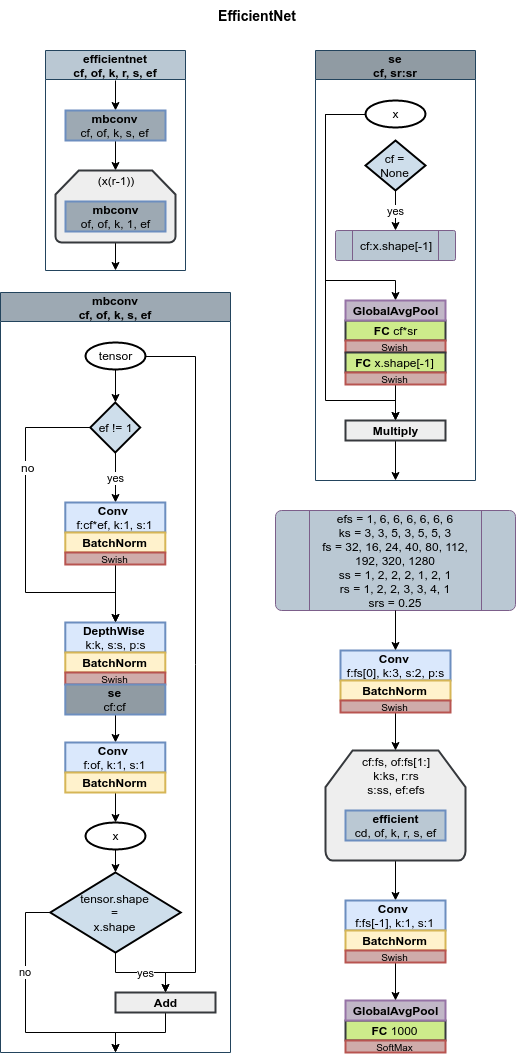 EfficientNet
efficientnet
cf, of, k, r, s, ef
mbconv
cf, of, k, s, ef
(x(r-1))
mbconv
of, of, k, 1, ef
mbconv
cf, of, k, s, ef
tensor
ef != 1
no
yes
Conv
f:cf*ef, k:1, s:1
BatchNorm
Swish
DepthWise
k:k, s:s, p:s
BatchNorm
Swish
se
cf:cf
Conv
f:of, k:1, s:1
BatchNorm
x
tensor.shape
=
x.shape
no
yes
Add
se
cf, sr:sr
x
cf =
None
yes
cf:x.shape[-1]
GlobalAvgPool
FC cf*sr
Swish
FC x.shape[-1]
Swish
Multiply
efs = 1, 6, 6, 6, 6, 6, 6
ks = 3, 3, 5, 3, 5, 5, 3
fs = 32, 16, 24, 40, 80, 112,
192, 320, 1280
ss = 1, 2, 2, 2, 1, 2, 1
rs = 1, 2, 2, 3, 3, 4, 1
srs = 0.25
Conv
f:fs[0], k:3, s:2, p:s
BatchNorm
Swish
cf:fs, of:fs[1:]
k:ks, r:rs
s:ss, ef:efs
efficient
cd, of, k, r, s, ef
Conv
f:fs[-1], k:1, s:1
BatchNorm
Swish
GlobalAvgPool
FC 1000
SoftMax